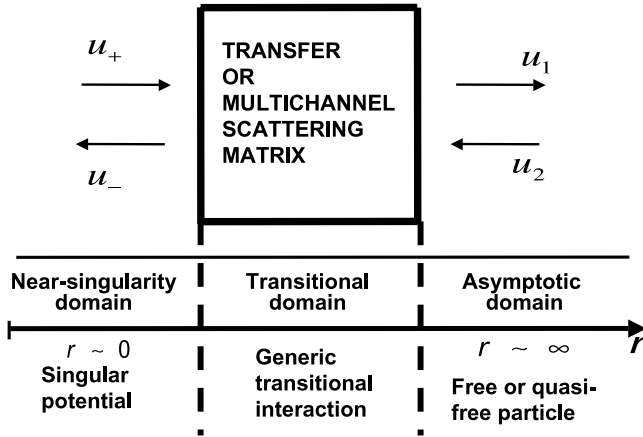 u₊
u₋
TRANSFER
OR
MULTICHANNEL
SCATTERING
MATRIX
u₁
u₂
Near-singularity
domain
Transitional
domain
Asymptotic
domain
r
r ~ 0
Singular
potential
Generic
transitional
interaction
r ~ ∞
Free or quasi-
free particle